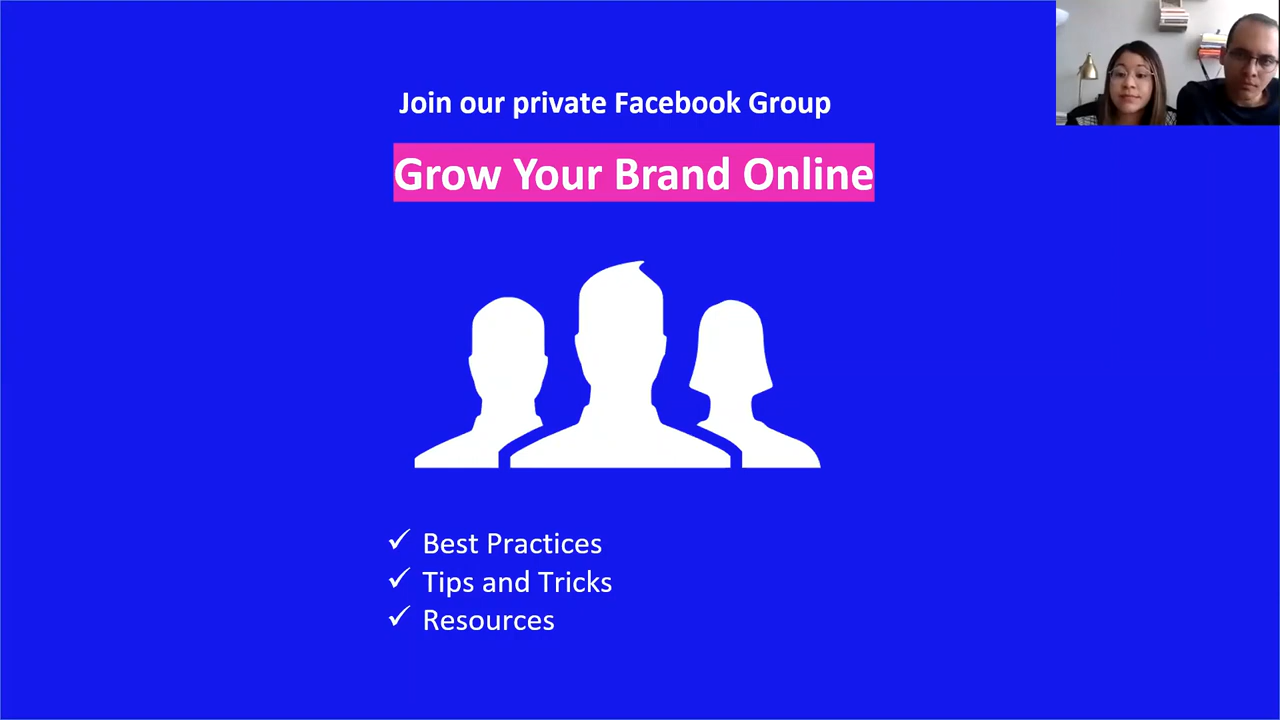 Join our private Facebook Group
Grow Your Brand Online
✓ Best Practices
✓ Tips and Tricks
✓ Resources